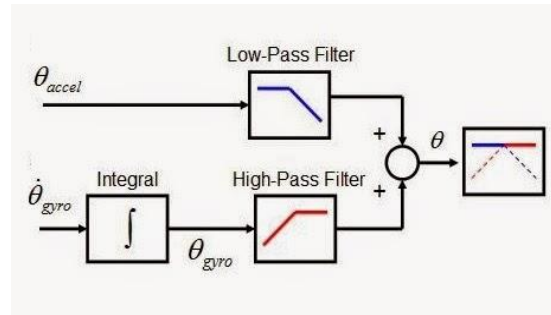 Low-Pass Filter
θaccel
+
θ
Integral
High-Pass Filter
+
θ̇gyro
∫
θgyro